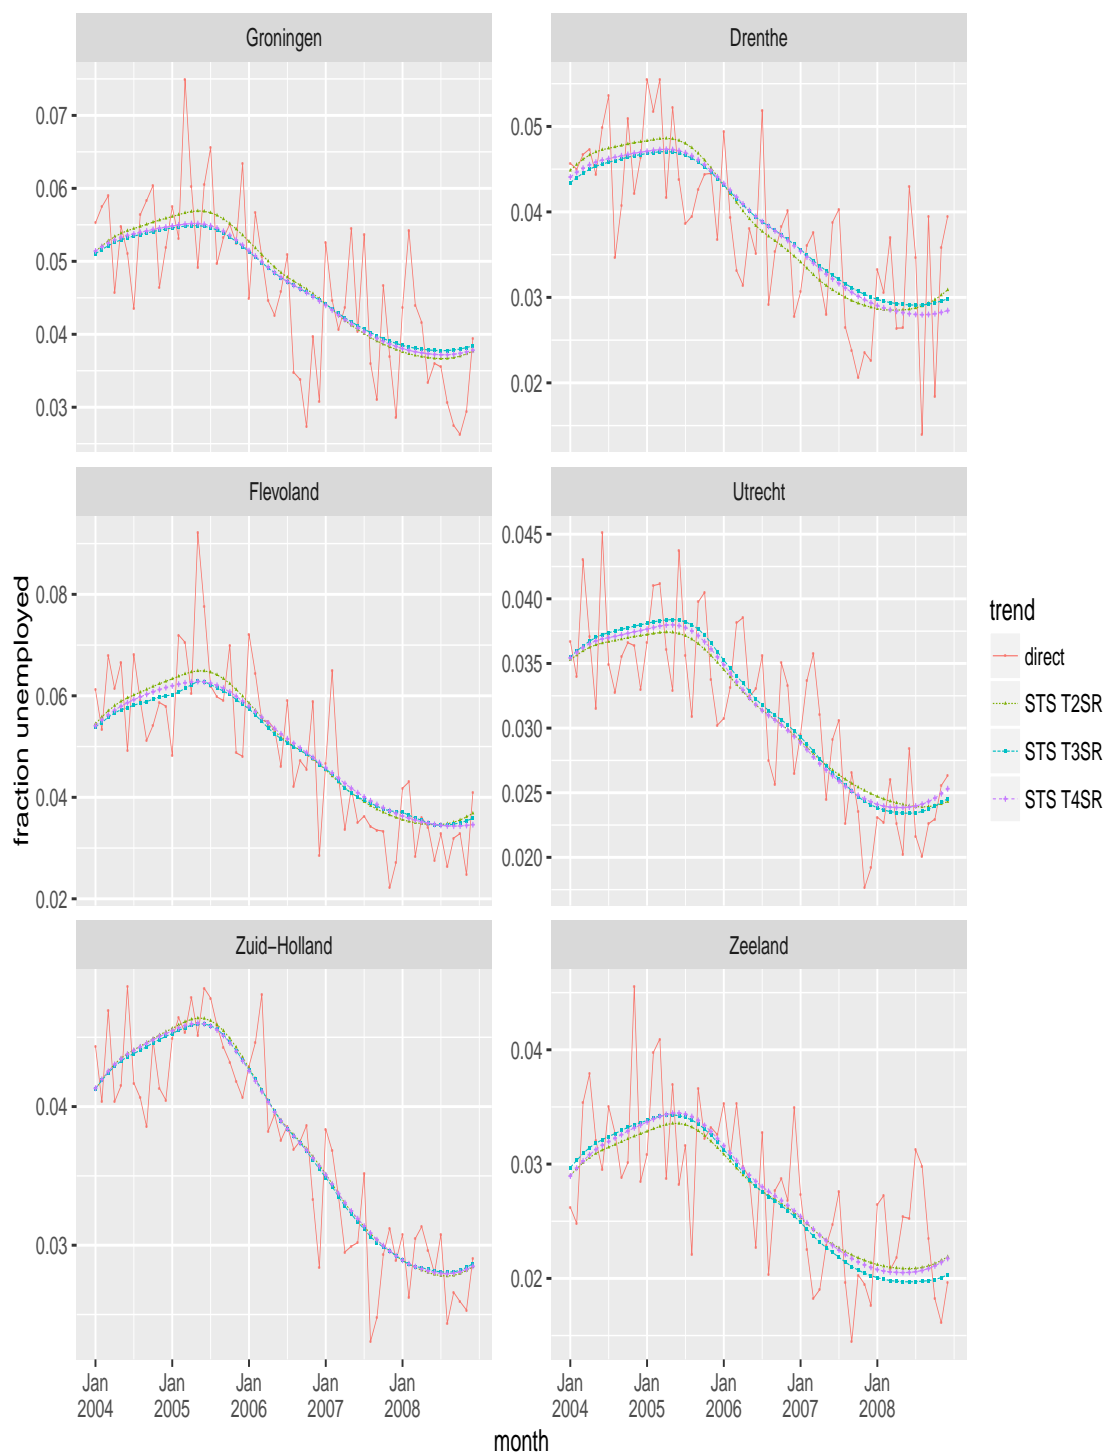 Groningen
Drenthe
0.07
0.06
0.05
0.04
0.03
0.05
0.04
0.03
0.02
Flevoland
Utrecht
fraction unemployed
0.08
0.06
0.04
0.02
0.045
0.040
0.035
0.030
0.025
0.020
trend
direct
STS T2SR
STS T3SR
STS T4SR
Zuid−Holland
Zeeland
0.04
0.03
0.04
0.03
0.02
Jan Jan Jan Jan Jan
2004 2005 2006 2007 2008
Jan Jan Jan Jan Jan
2004 2005 2006 2007 2008
month